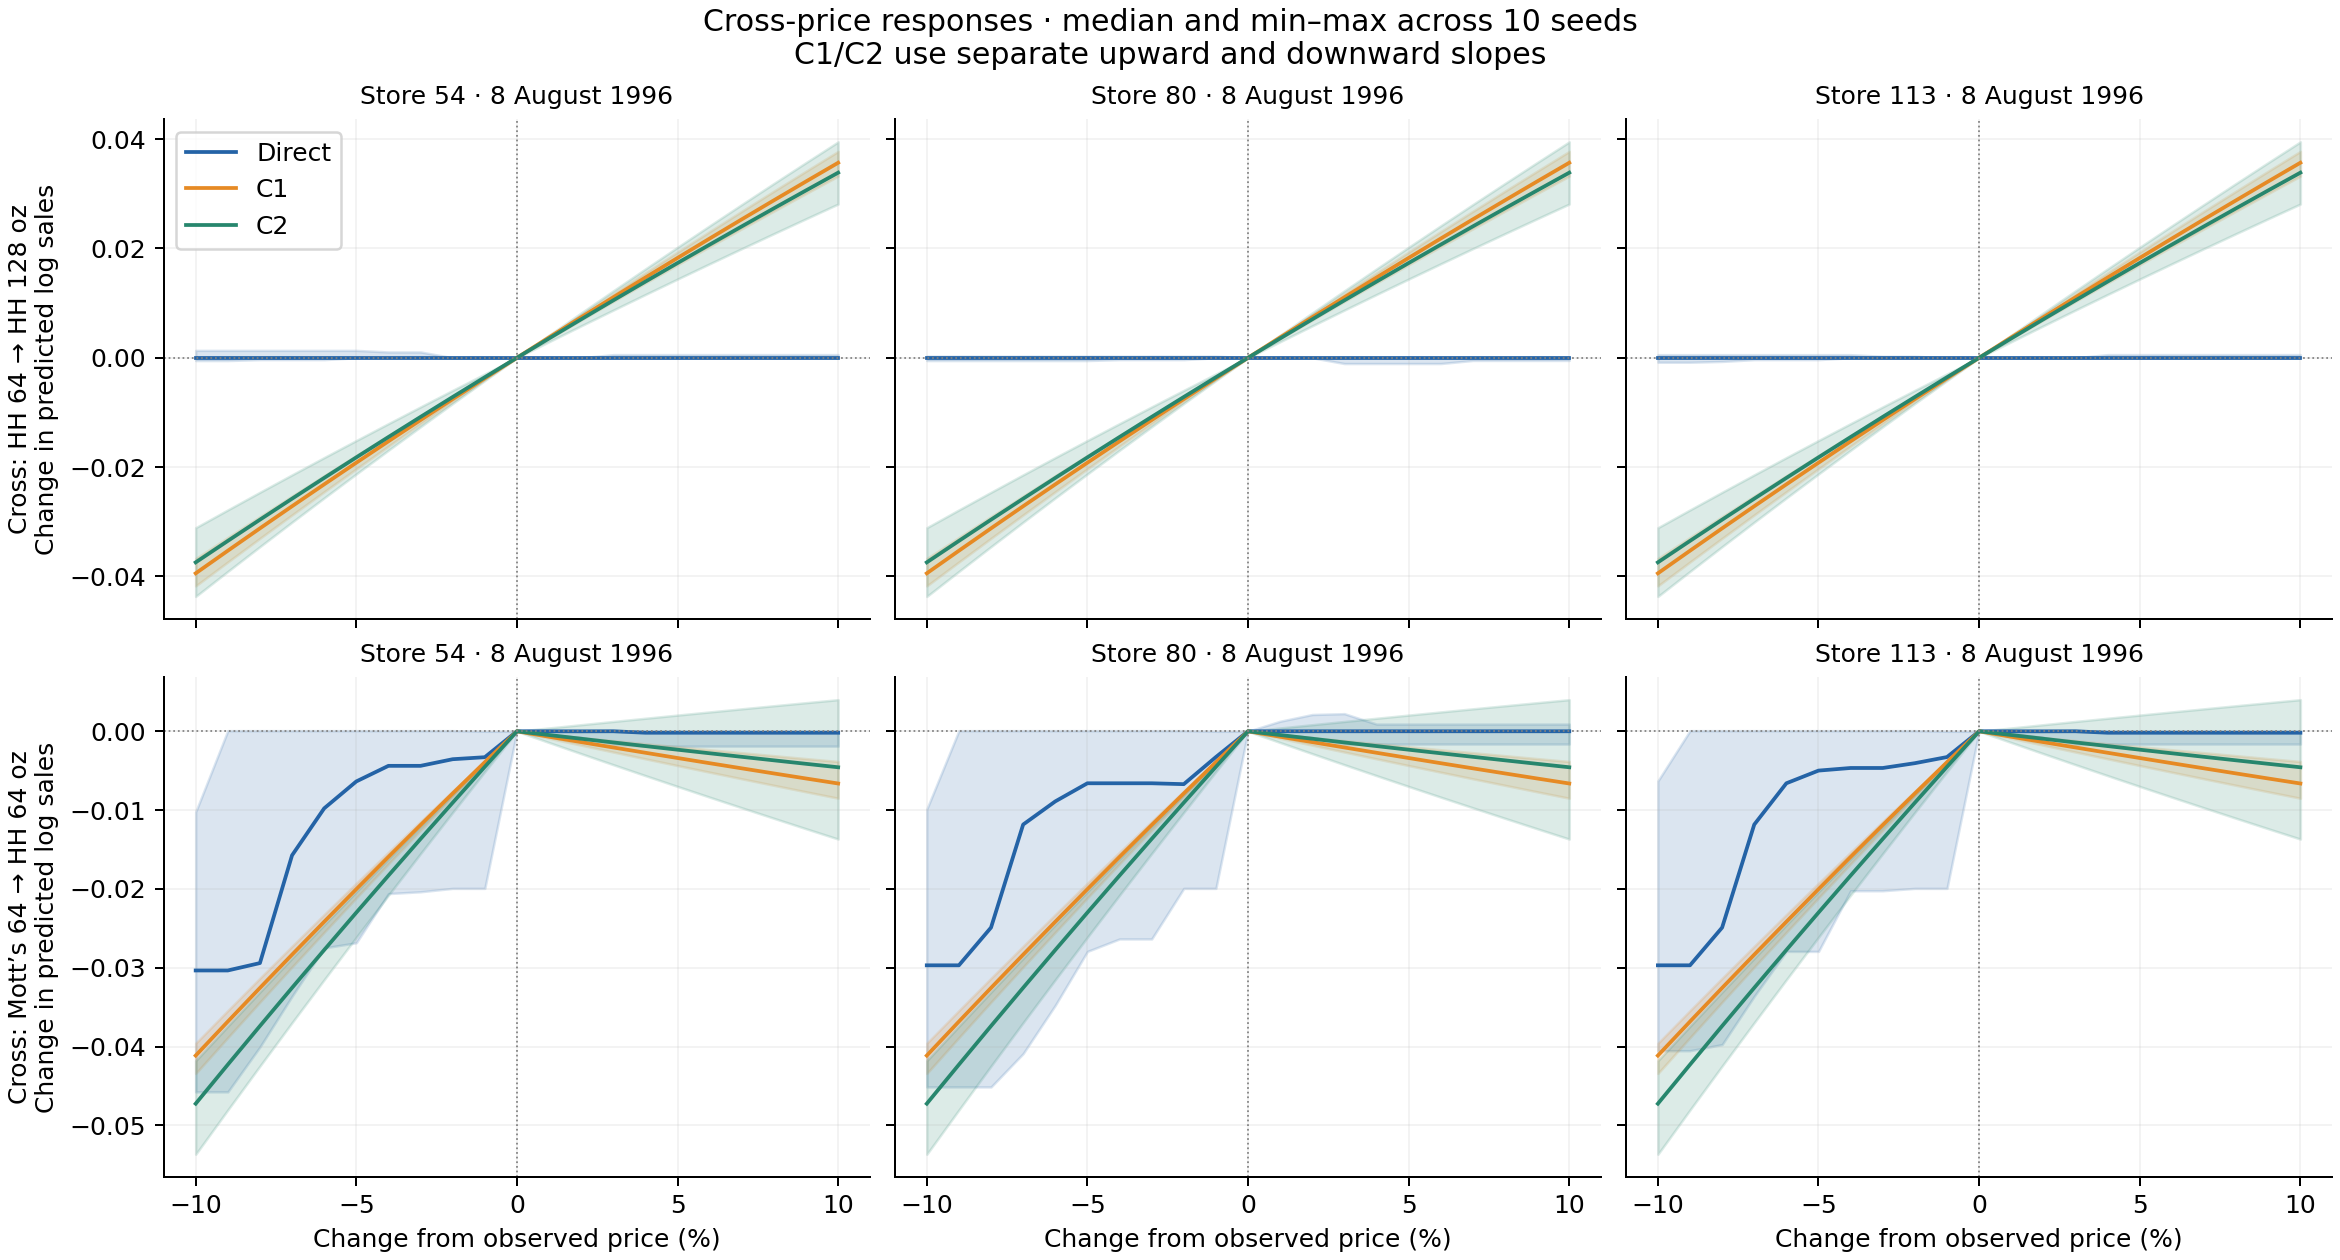 Cross-price responses · median and min–max across 10 seeds
C1/C2 use separate upward and downward slopes
Store 54 · 8 August 1996
Store 80 · 8 August 1996
Store 113 · 8 August 1996
Cross: HH 64 → HH 128 oz
Change in predicted log sales
0.04
0.02
0.00
−0.02
−0.04
Direct
C1
C2
Store 54 · 8 August 1996
Store 80 · 8 August 1996
Store 113 · 8 August 1996
Cross: Mott’s 64 → HH 64 oz
Change in predicted log sales
0.00
−0.01
−0.02
−0.03
−0.04
−0.05
−10 −5 0 5 10
−10 −5 0 5 10
−10 −5 0 5 10
Change from observed price (%)
Change from observed price (%)
Change from observed price (%)